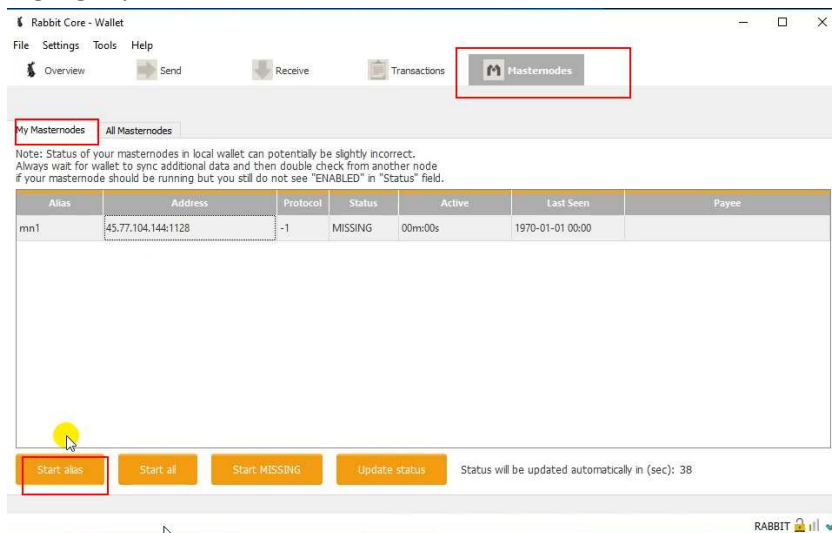 Rabbit Core - Wallet
File Settings Tools Help
Overview Send Receive Transactions Masternodes
My Masternodes All Masternodes
Note: Status of your masternodes in local wallet can potentially be slightly incorrect.
Always wait for wallet to sync additional data and then double check from another node
if your masternode should be running but you still do not see "ENABLED" in "Status" field.
Alias Address Protocol Status Active Last Seen Payee
mn1 45.77.104.144:1128 -1 MISSING 00m:00s 1970-01-01 00:00
Start alias Start all Start MISSING Update status Status will be updated automatically in (sec): 38
RABBIT